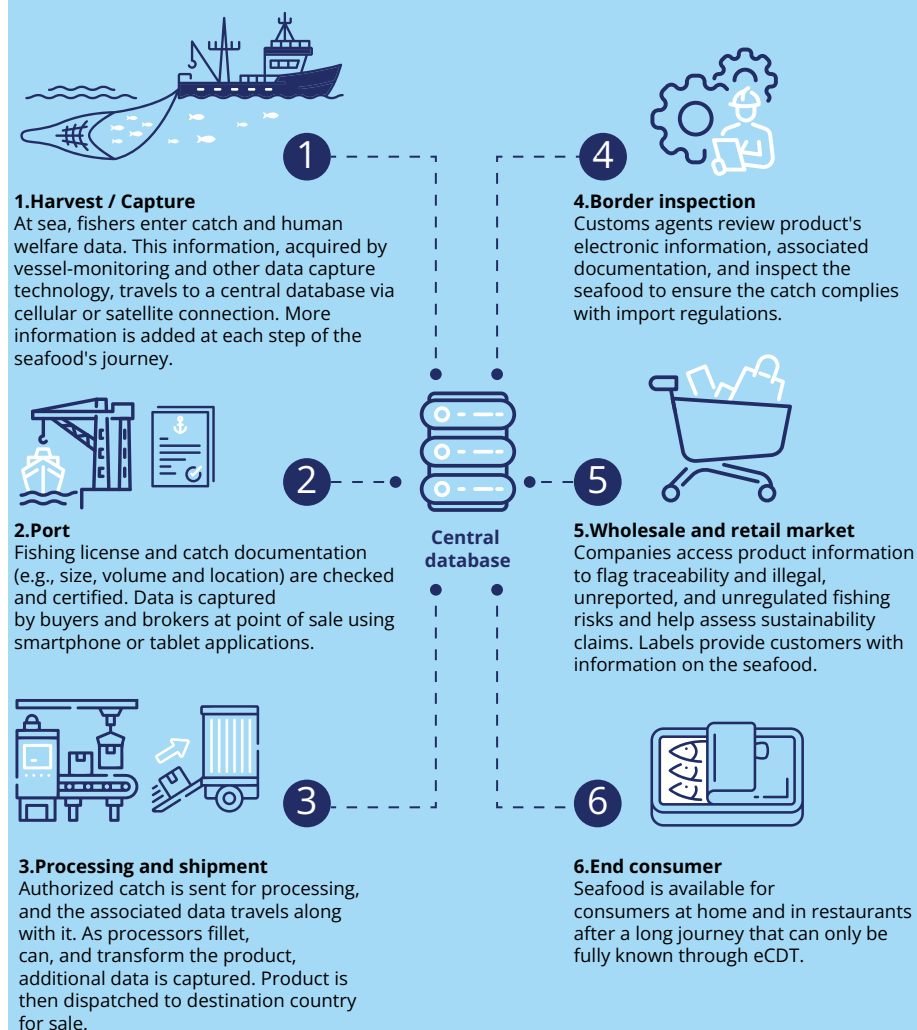 1
1.Harvest / Capture
At sea, fishers enter catch and human
welfare data. This information, acquired by
vessel-monitoring and other data capture
technology, travels to a central database via
cellular or satellite connection. More
information is added at each step of the
seafood's journey.
2
2.Port
Fishing license and catch documentation
(e.g., size, volume and location) are checked
and certified. Data is captured
by buyers and brokers at point of sale using
smartphone or tablet applications.
3
3.Processing and shipment
Authorized catch is sent for processing,
and the associated data travels along
with it. As processors fillet,
can, and transform the product,
additional data is captured. Product is
then dispatched to destination country
for sale.
Central
database
4
4.Border inspection
Customs agents review product's
electronic information, associated
documentation, and inspect the
seafood to ensure the catch complies
with import regulations.
5
5.Wholesale and retail market
Companies access product information
to flag traceability and illegal,
unreported, and unregulated fishing
risks and help assess sustainability
claims. Labels provide customers with
information on the seafood.
6
6.End consumer
Seafood is available for
consumers at home and in restaurants
after a long journey that can only be
fully known through eCDT.